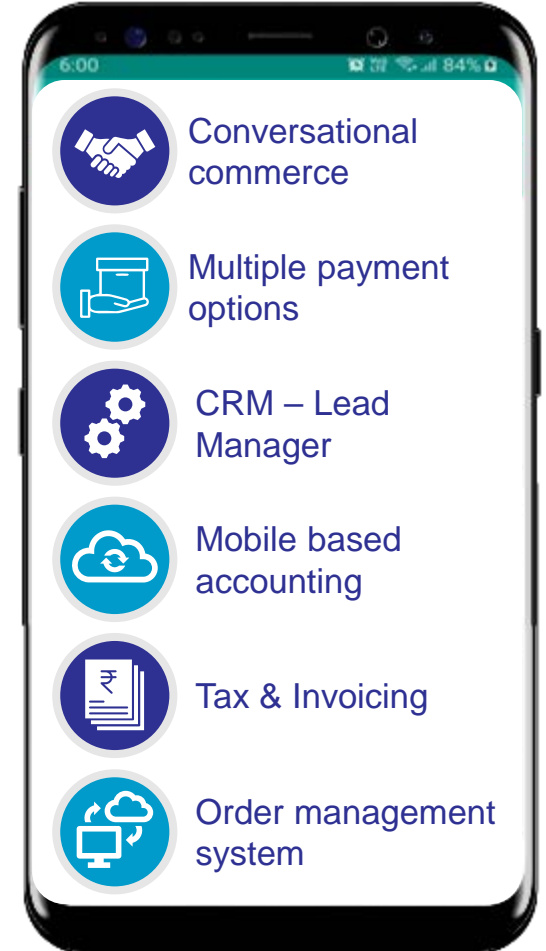 6:00
84%
Conversational
commerce
Multiple payment
options
CRM – Lead
Manager
Mobile based
accounting
₹
Tax & Invoicing
Order management
system